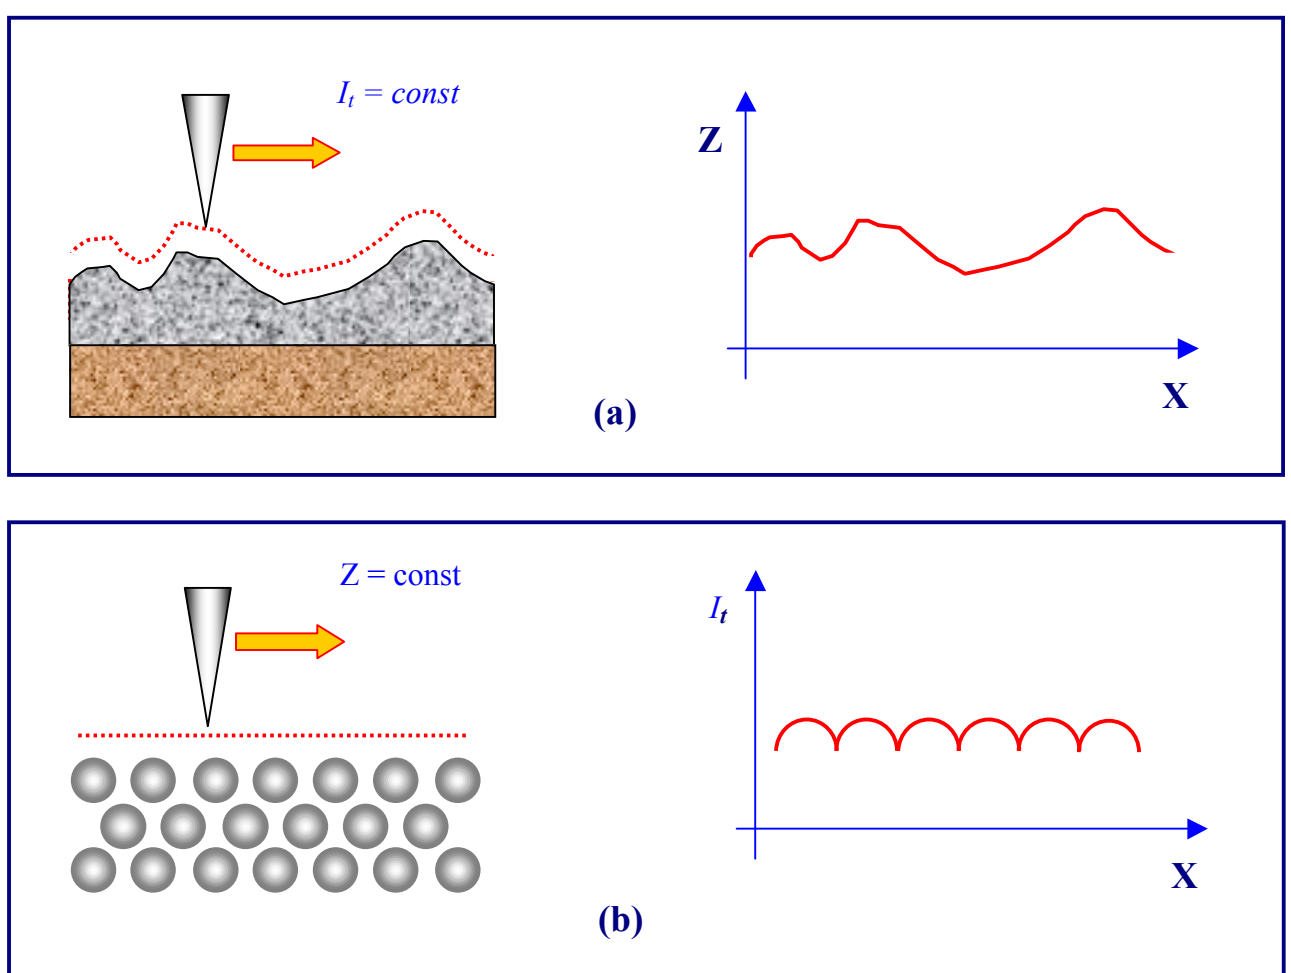 I_t = const
Z
X
(a)
Z = const
I_t
X
(b)